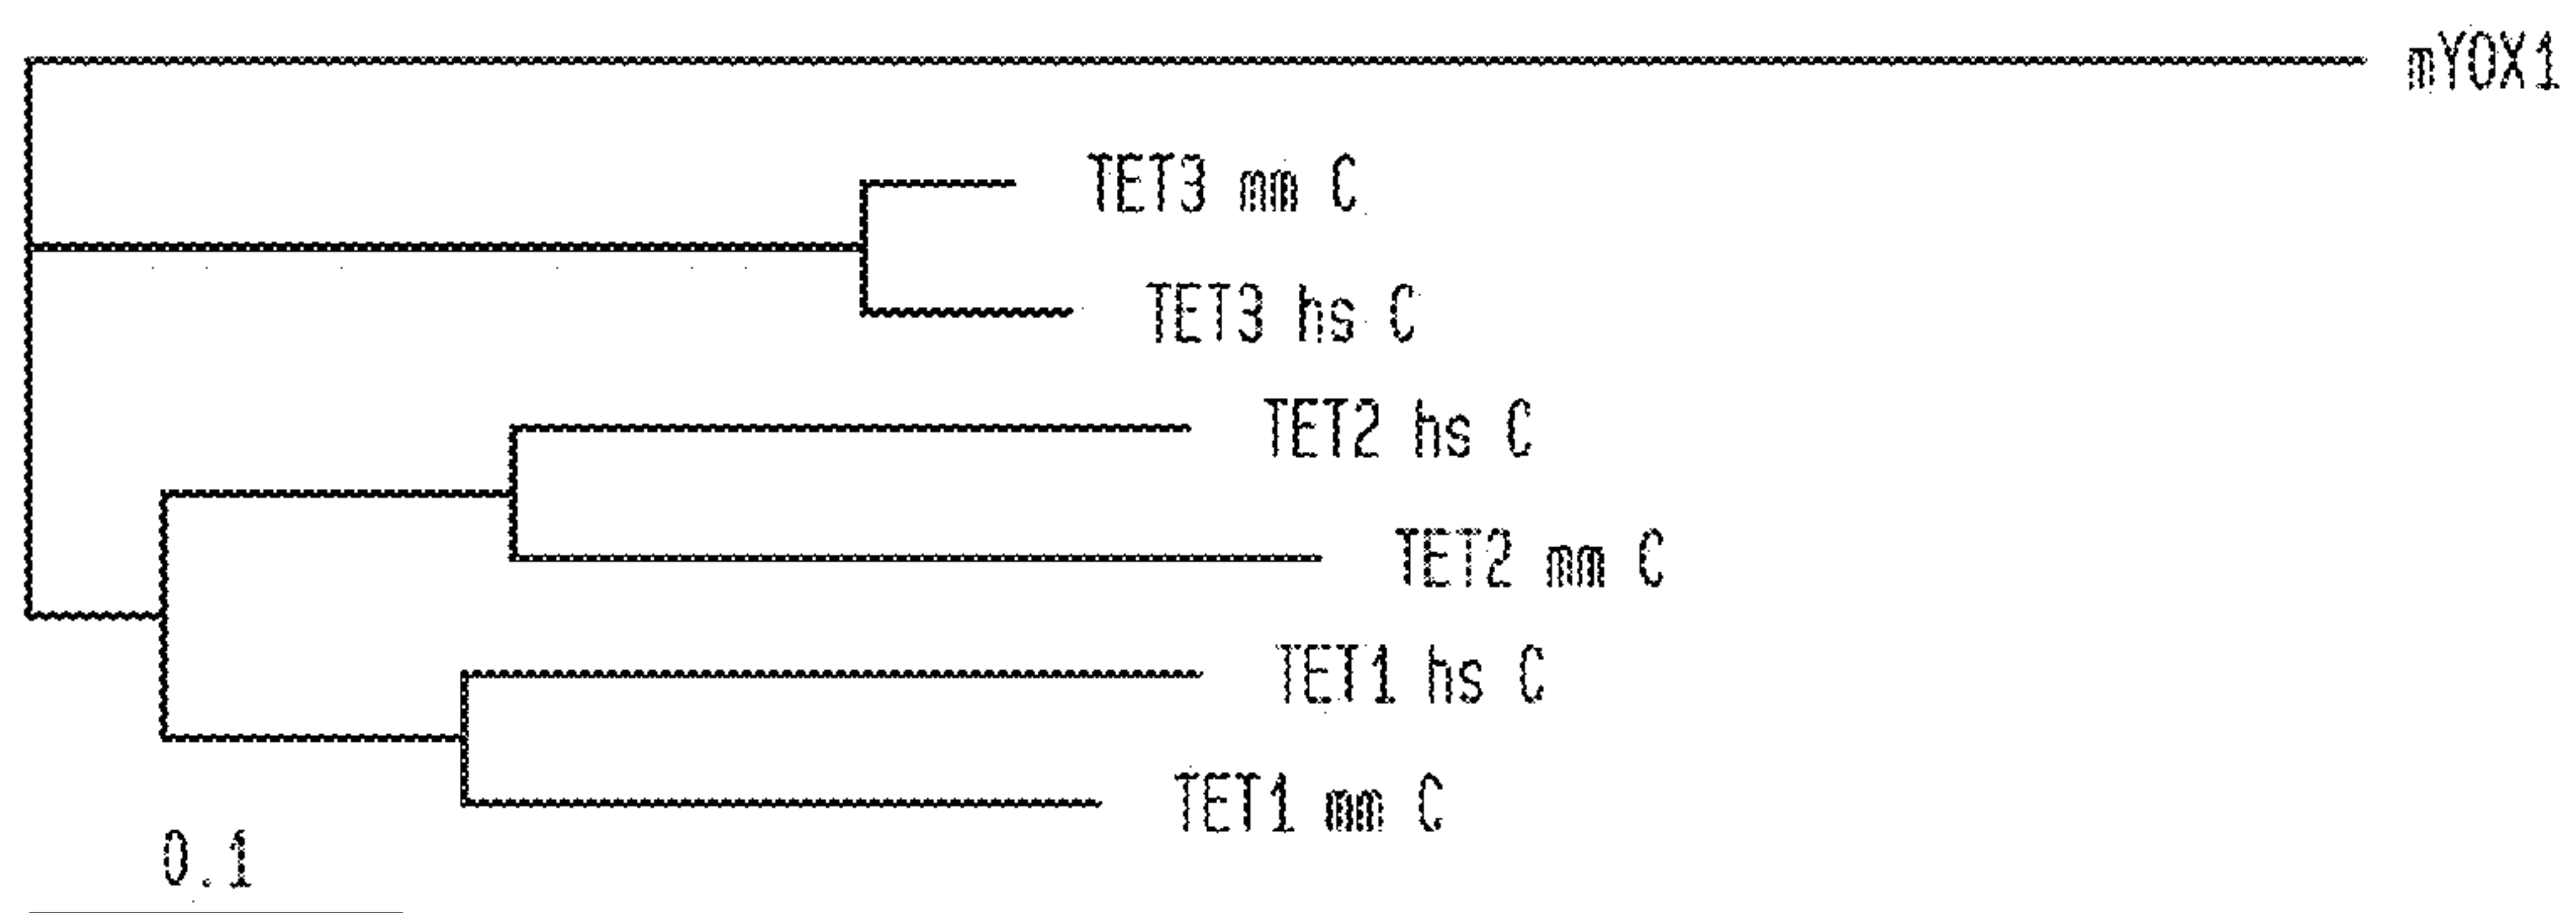 mYOX1
TET3 mm C
TET3 hs C
TET2 hs C
TET2 mm C
TET1 hs C
TET1 mm C
0.1